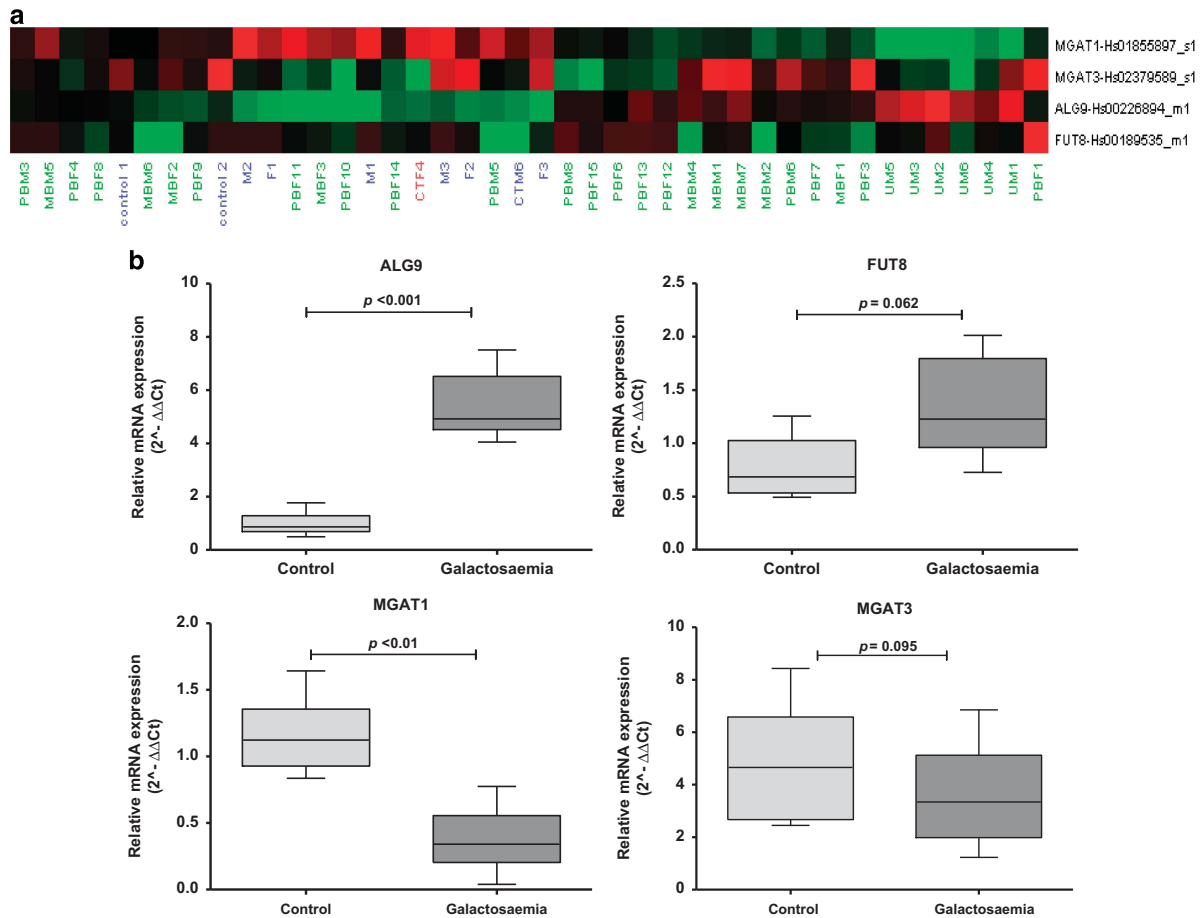 a
MGAT1-Hs01855897_s1
MGAT3-Hs02379589_s1
ALG9-Hs00226894_m1
FUT8-Hs00189535_m1
PBM3 MBM5 PBF4 PBF8 control 1 MBM6 MBF2 PBF9 control 2 M2 F1 PBF11 MBF3 PBF10 M1 PBF14 CTF4 M3 F2 PBM5 CTM6 F3 PBM8 PBF15 PBF6 PBF13 PBF12 MBM4 MBM1 MBM7 MBM2 PBM6 PBF7 MBF1 PBF3 UM5 UM3 UM2 UM6 UM4 UM1 PBF1
b
ALG9
Relative mRNA expression
(2^- ΔΔCt)
10
8
6
4
2
0
p <0.001
Control Galactosaemia
FUT8
Relative mRNA expression
(2^- ΔΔCt)
2.5
2.0
1.5
1.0
0.5
0.0
p = 0.062
Control Galactosaemia
MGAT1
Relative mRNA expression
(2^- ΔΔCt)
2.0
1.5
1.0
0.5
0.0
p <0.01
Control Galactosaemia
MGAT3
Relative mRNA expression
(2^- ΔΔCt)
10
8
6
4
2
0
p = 0.095
Control Galactosaemia